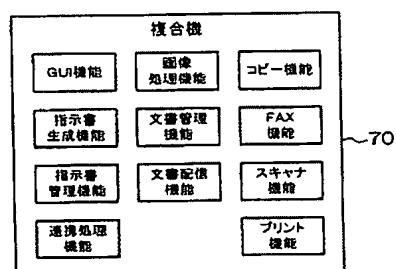 複合機
GUI機能
画像
処理機能
コピー機能
指示書
生成機能
文書管理
機能
FAX
機能
70
指示書
管理機能
文書配信
機能
スキャナ
機能
連携処理
機能
プリント
機能